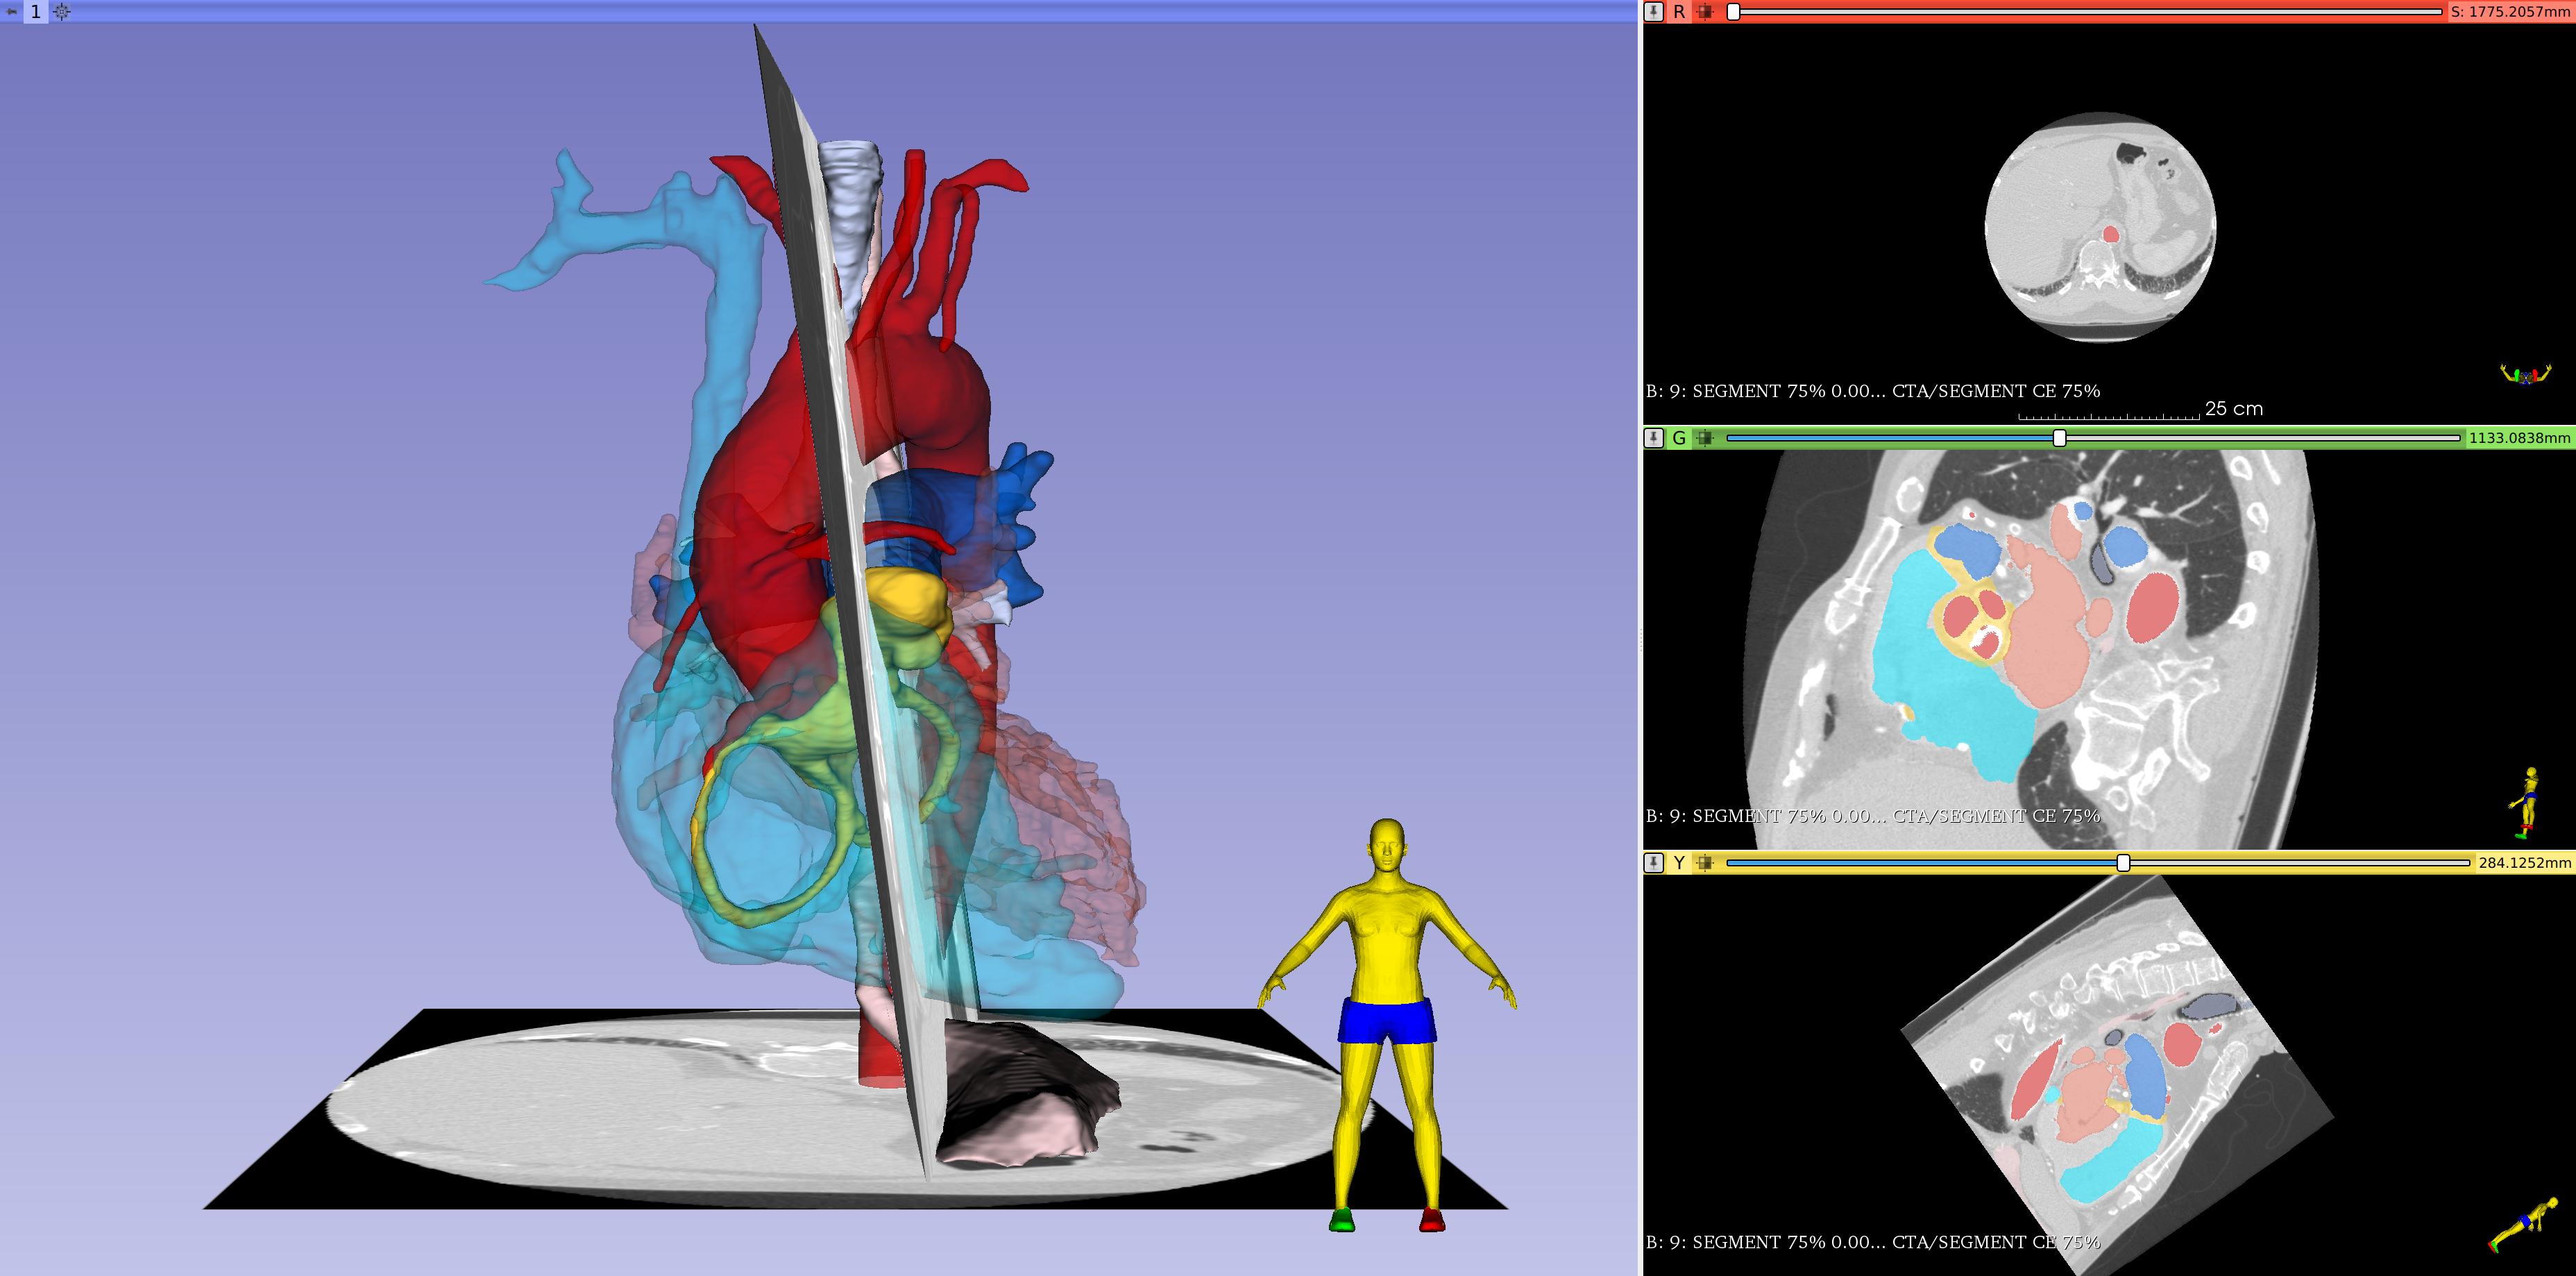 1
R
S: 1775.2057mm
B: 9: SEGMENT 75% 0.00... CTA/SEGMENT CE 75%
25 cm
G
1133.0838mm
B: 9: SEGMENT 75% 0.00... CTA/SEGMENT CE 75%
Y
284.1252mm
B: 9: SEGMENT 75% 0.00... CTA/SEGMENT CE 75%